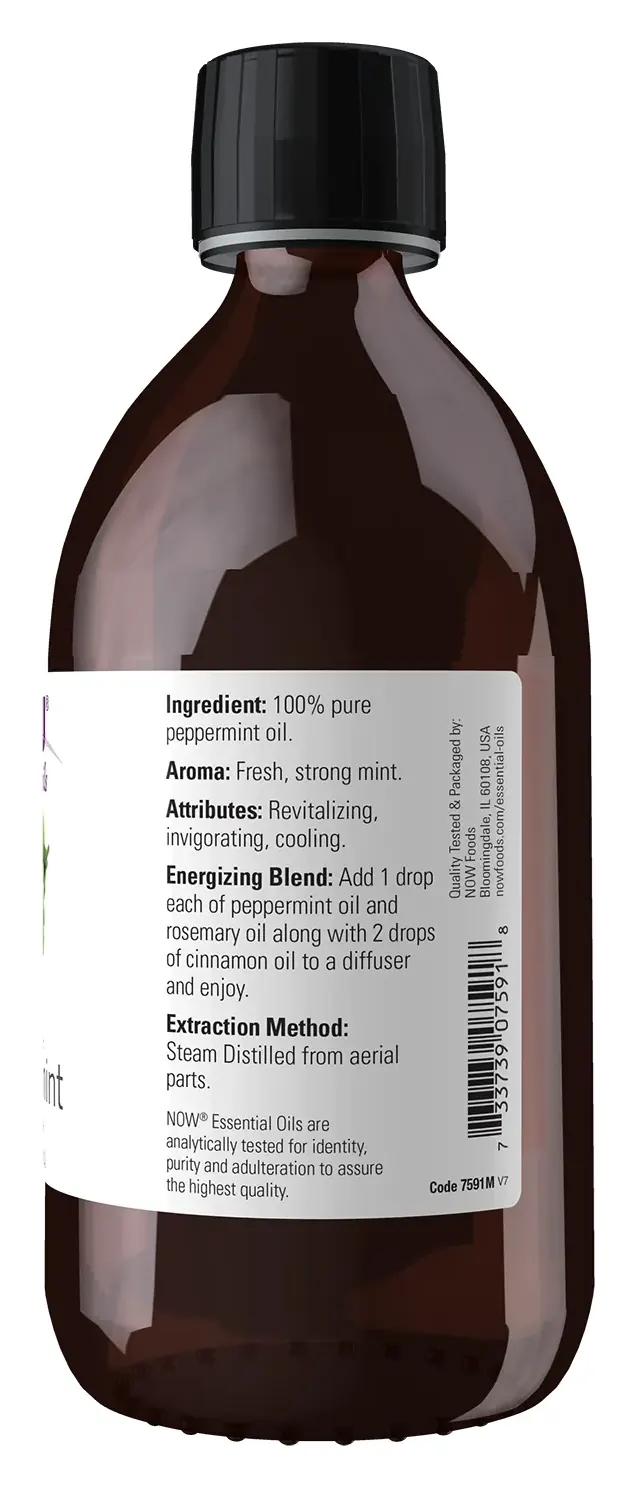 Ingredient: 100% pure
peppermint oil.
Aroma: Fresh, strong mint.
Attributes: Revitalizing,
invigorating, cooling.
Energizing Blend: Add 1 drop
each of peppermint oil and
rosemary oil along with 2 drops
of cinnamon oil to a diffuser
and enjoy.
Extraction Method:
Steam Distilled from aerial
parts.
NOW® Essential Oils are
analytically tested for identity,
purity and adulteration to assure
the highest quality.
Quality Tested & Packaged by:
NOW Foods
Bloomingdale, IL 60108, USA
nowfoods.com/essential-oils
7 33739 07591 8
Code 7591M V7